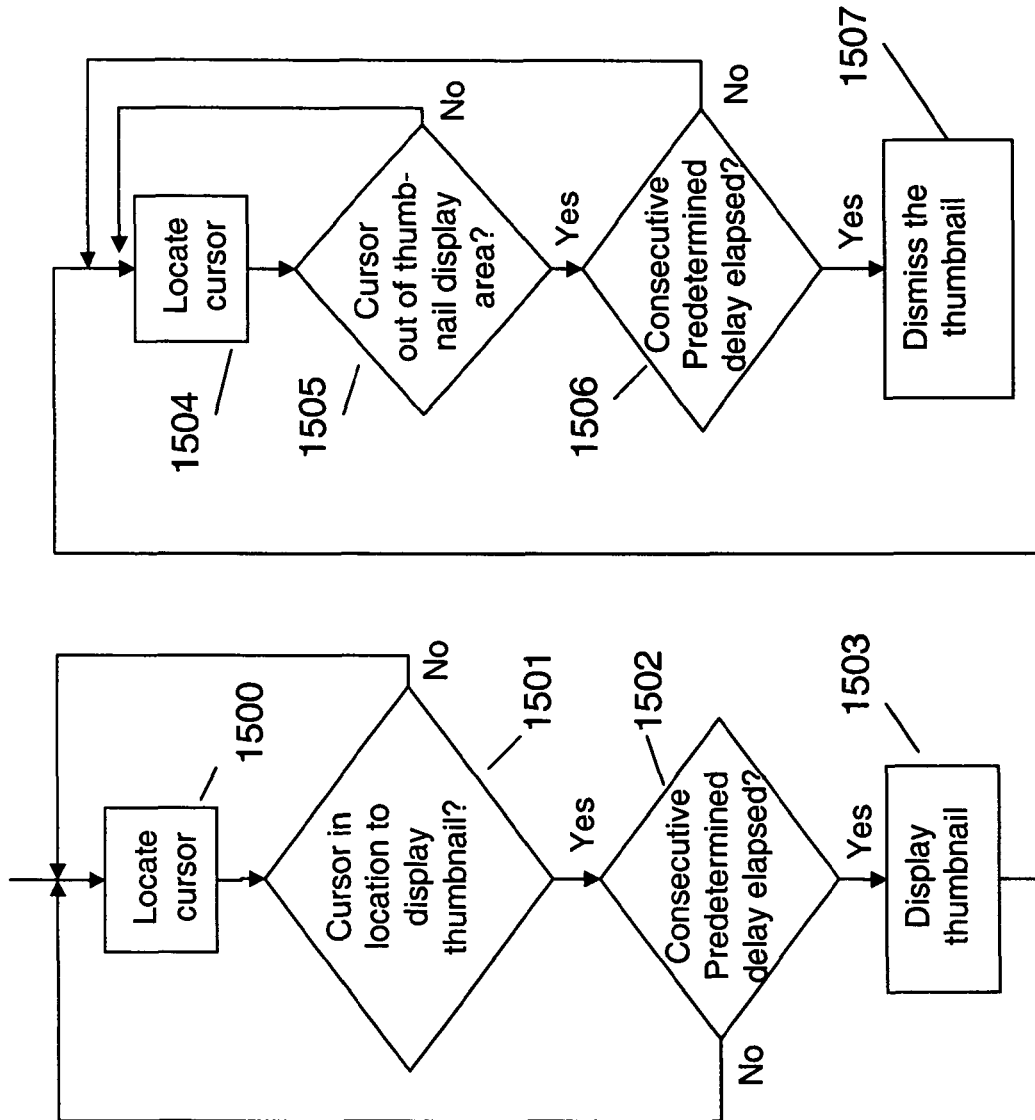 1500
Locate
cursor
Cursor in
location to
display
thumbnail?
No
1501
Yes
1502
Consecutive
Predetermined
delay elapsed?
No
Yes
1503
Display
thumbnail
Locate
cursor
1504
Cursor
out of thumb-
nail display
area?
No
1505
Yes
Consecutive
Predetermined
delay elapsed?
No
1506
Yes
1507
Dismiss the
thumbnail